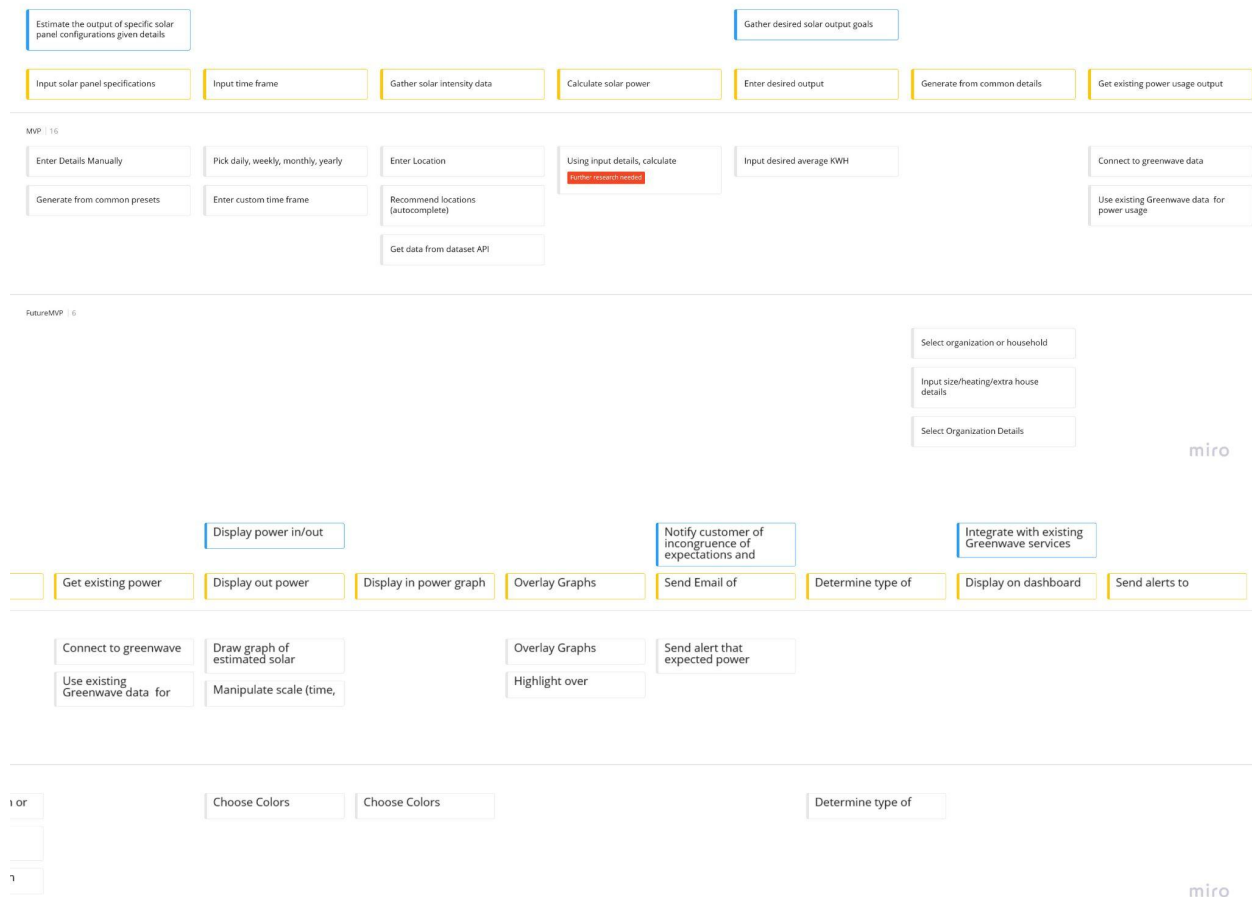 Estimate the output of specific solar
panel configurations given details
Gather desired solar output goals
Input solar panel specifications
Input time frame
Gather solar intensity data
Calculate solar power
Enter desired output
Generate from common details
Get existing power usage output
MVP | 16
Enter Details Manually
Pick daily, weekly, monthly, yearly
Enter Location
Using input details, calculate
Further research needed
Input desired average KWH
Connect to greenwave data
Generate from common presets
Enter custom time frame
Recommend locations
(autocomplete)
Use existing Greenwave data for
power usage
Get data from dataset API
FutureMVP | 6
Select organization or household
Input size/heating/extra house
details
Select Organization Details
miro
Display power in/out
Notify customer of
incongruence of
expectations and
Integrate with existing
Greenwave services
Get existing power
Display out power
Display in power graph
Overlay Graphs
Send Email of
Determine type of
Display on dashboard
Send alerts to
Connect to greenwave
Draw graph of
estimated solar
Overlay Graphs
Send alert that
expected power
Use existing
Greenwave data for
Manipulate scale (time,
Highlight over
n or
Choose Colors
Choose Colors
Determine type of
n
miro